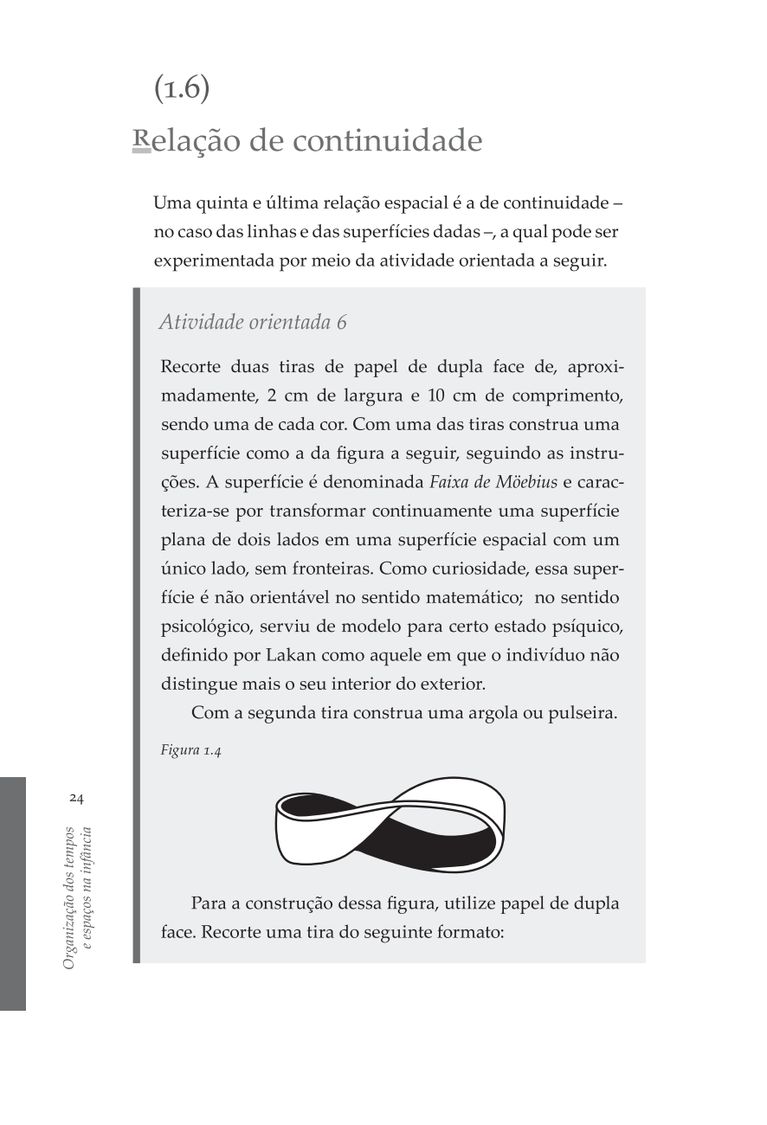 (1.6)
Relação de continuidade
Uma quinta e última relação espacial é a de continuidade –
no caso das linhas e das superfícies dadas –, a qual pode ser
experimentada por meio da atividade orientada a seguir.
Atividade orientada 6
Recorte duas tiras de papel de dupla face de, aproxi-
madamente, 2 cm de largura e 10 cm de comprimento,
sendo uma de cada cor. Com uma das tiras construa uma
superfície como a da figura a seguir, seguindo as instru-
ções. A superfície é denominada Faixa de Möebius e carac-
teriza-se por transformar continuamente uma superfície
plana de dois lados em uma superfície espacial com um
único lado, sem fronteiras. Como curiosidade, essa super-
fície é não orientável no sentido matemático; no sentido
psicológico, serviu de modelo para certo estado psíquico,
definido por Lakan como aquele em que o indivíduo não
distingue mais o seu interior do exterior.
Com a segunda tira construa uma argola ou pulseira.
Figura 1.4
Para a construção dessa figura, utilize papel de dupla
face. Recorte uma tira do seguinte formato:
24
Organização dos tempos
e espaços na infância